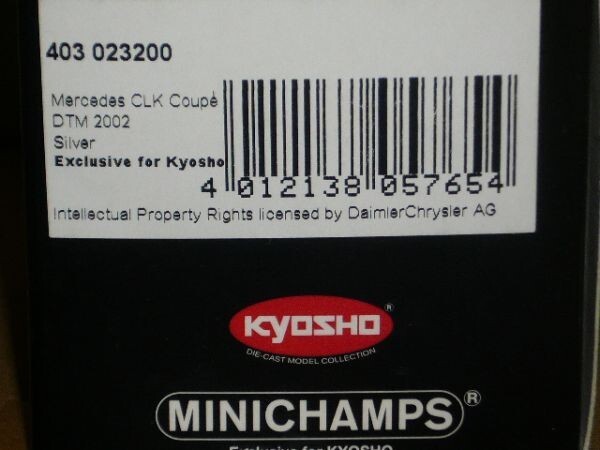 403 023200
Mercedes CLK Coupé
DTM 2002
Silver
Exclusive for Kyosho
4 012138 057654
Intellectual Property Rights licensed by DaimlerChrysler AG
KYOSHO ®
DIE-CAST MODEL COLLECTION
MINICHAMPS ®
Exclusive for KYOSHO